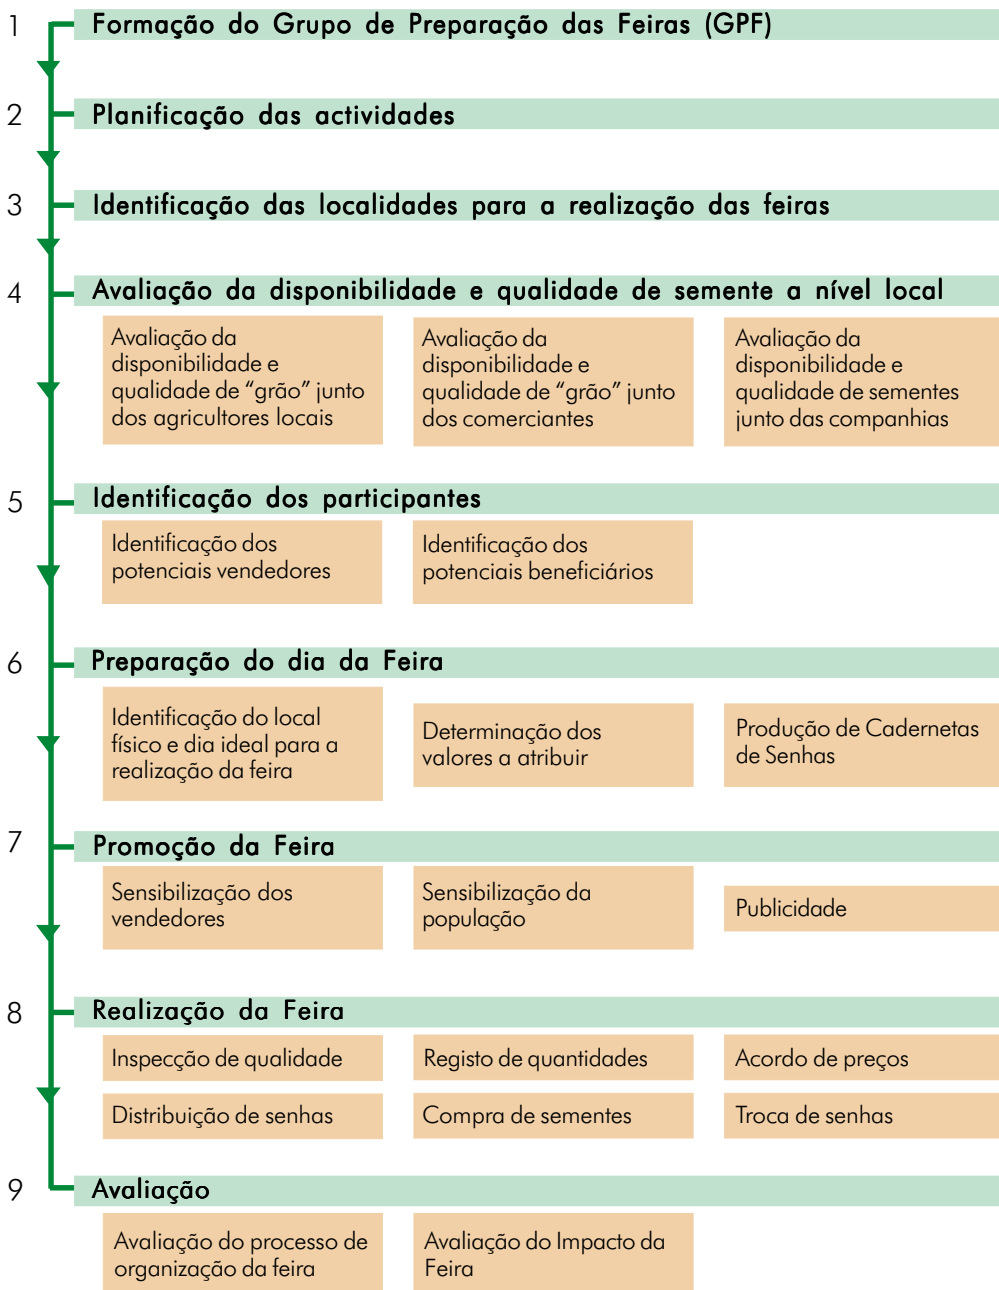 1
Formação do Grupo de Preparação das Feiras (GPF)
2
Planificação das actividades
3
Identificação das localidades para a realização das feiras
4
Avaliação da disponibilidade e qualidade de semente a nível local
Avaliação da
disponibilidade e
qualidade de “grão” junto
dos agricultores locais
Avaliação da
disponibilidade e
qualidade de “grão” junto
dos comerciantes
Avaliação da
disponibilidade e
qualidade de sementes
junto das companhias
5
Identificação dos participantes
Identificação dos
potenciais vendedores
Identificação dos
potenciais beneficiários
6
Preparação do dia da Feira
Identificação do local
físico e dia ideal para a
realização da feira
Determinação dos
valores a atribuir
Produção de Cadernetas
de Senhas
7
Promoção da Feira
Sensibilização dos
vendedores
Sensibilização da
população
Publicidade
8
Realização da Feira
Inspecção de qualidade
Registo de quantidades
Acordo de preços
Distribuição de senhas
Compra de sementes
Troca de senhas
9
Avaliação
Avaliação do processo de
organização da feira
Avaliação do Impacto da
Feira